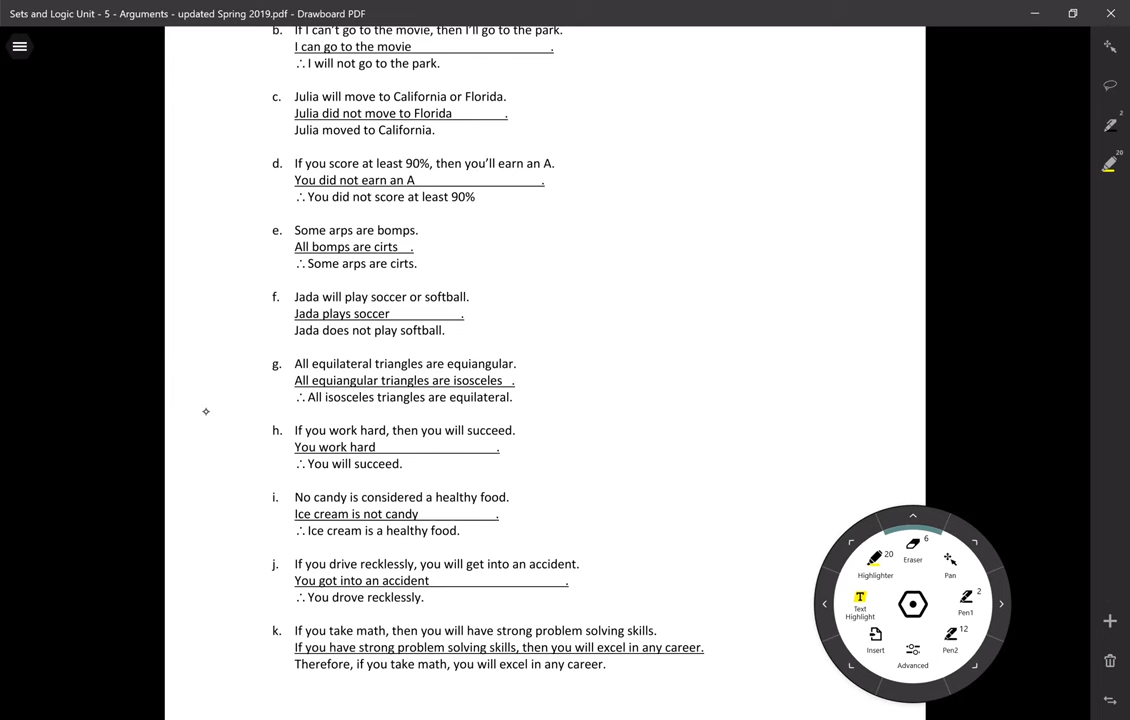 Sets and Logic Unit - 5 - Arguments - updated Spring 2019.pdf - Drawboard PDF
b. If I can't go to the movie, then I'll go to the park.
I can go to the movie .
∴ I will not go to the park.
c. Julia will move to California or Florida.
Julia did not move to Florida .
Julia moved to California.
d. If you score at least 90%, then you'll earn an A.
You did not earn an A .
∴ You did not score at least 90%
e. Some arps are bomps.
All bomps are cirts .
∴ Some arps are cirts.
f. Jada will play soccer or softball.
Jada plays soccer .
Jada does not play softball.
g. All equilateral triangles are equiangular.
All equiangular triangles are isosceles .
∴ All isosceles triangles are equilateral.
h. If you work hard, then you will succeed.
You work hard .
∴ You will succeed.
i. No candy is considered a healthy food.
Ice cream is not candy .
∴ Ice cream is a healthy food.
j. If you drive recklessly, you will get into an accident.
You got into an accident .
∴ You drove recklessly.
k. If you take math, then you will have strong problem solving skills.
If you have strong problem solving skills, then you will excel in any career.
Therefore, if you take math, you will excel in any career.
2
20
6
Eraser
20
Highlighter
Pan
T
Text
Highlight
2
Pen1
Insert
12
Pen2
Advanced